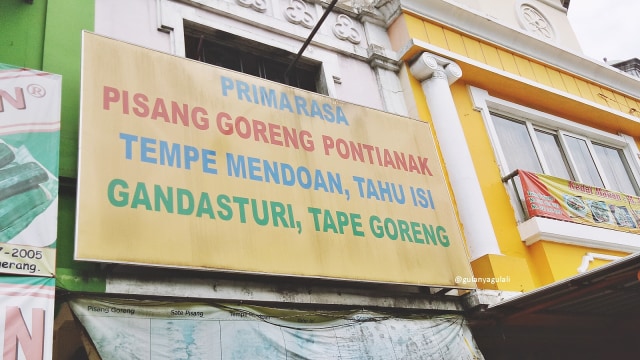 PRIMARASA
PISANG GORENG PONTIANAK
TEMPE MENDOAN, TAHU ISI
GANDASTURI, TAPE GORENG
@gulanyagulali
Pisang Goreng